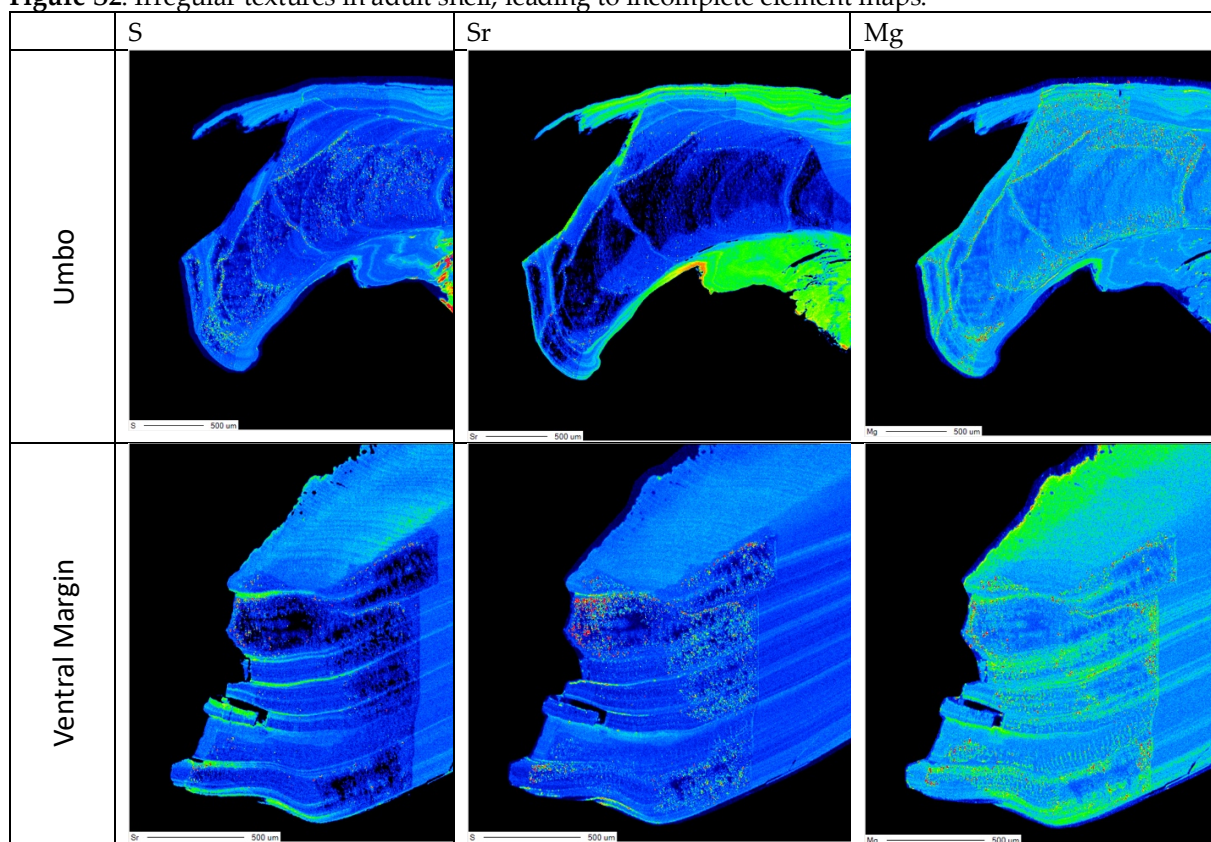 Figure S2. Irregular textures in adult shell, leading to incomplete element maps.
S Sr Mg
Umbo
S 500 um
Sr 500 um
Mg 500 um
Ventral Margin
Sr 500 um
S 500 um
Mg 500 um